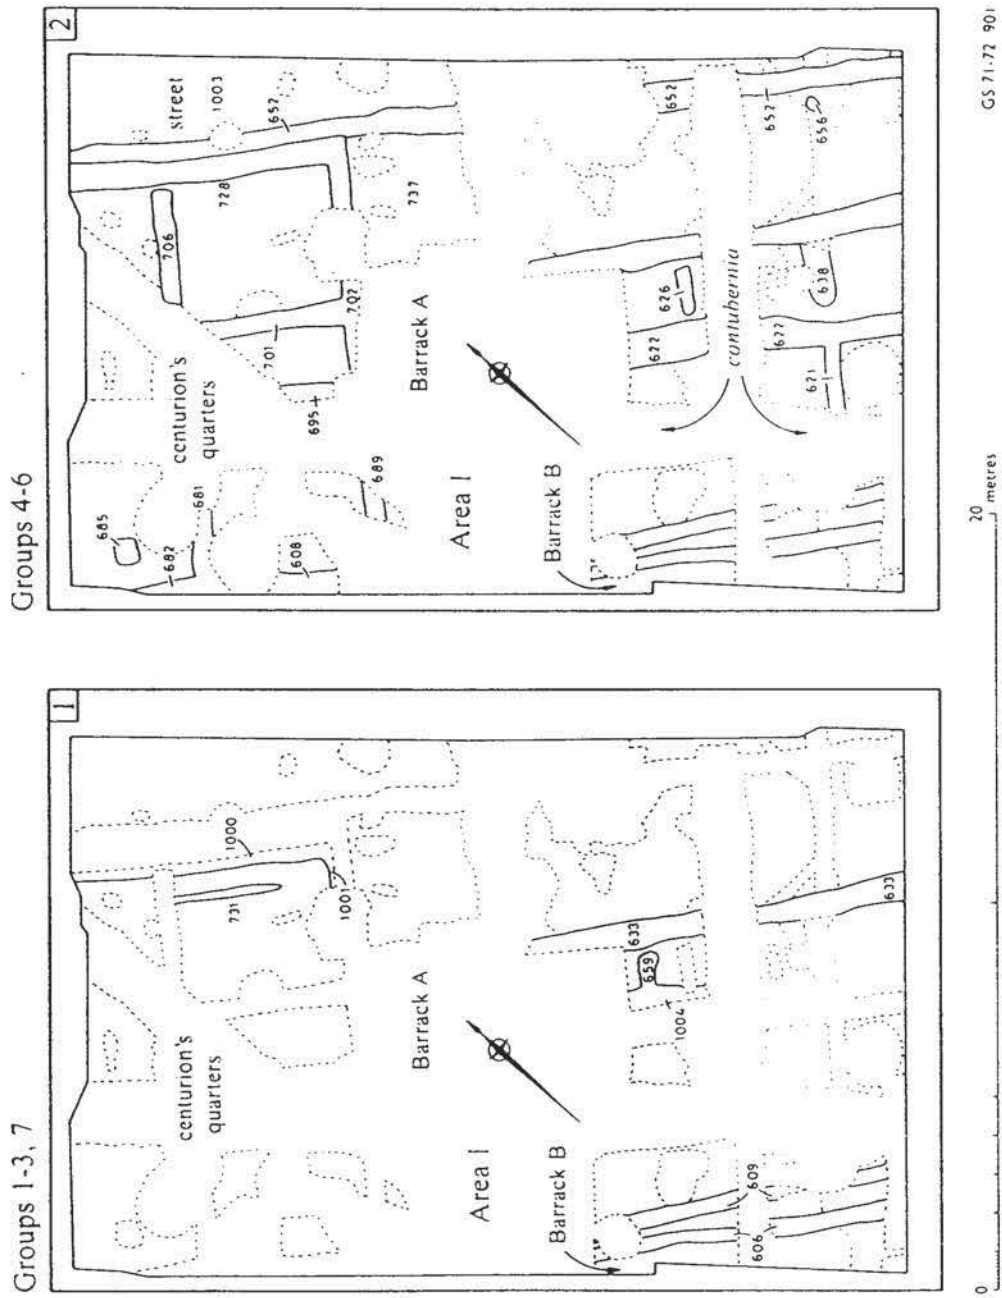 Groups 1-3, 7
1
centurion's
quarters
731
1000
1001
Barrack A
Area I
Barrack B
633
659
1004
609
606
633
Groups 4-6
2
street
1003
657
728
706
centurion's
quarters
685
682
681
701
702
737
695
689
608
Barrack A
Area I
Barrack B
626
622
652
contubernia
652
656
638
622
621
0
20 metres
GS 71-72 901